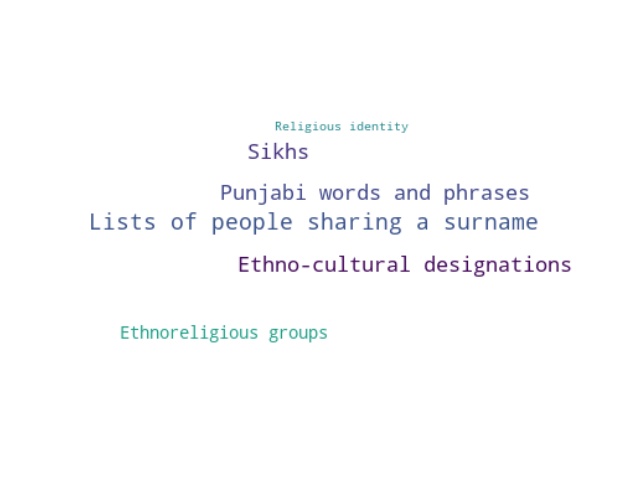 Religious identity
Sikhs
Punjabi words and phrases
Lists of people sharing a surname
Ethno-cultural designations
Ethnoreligious groups